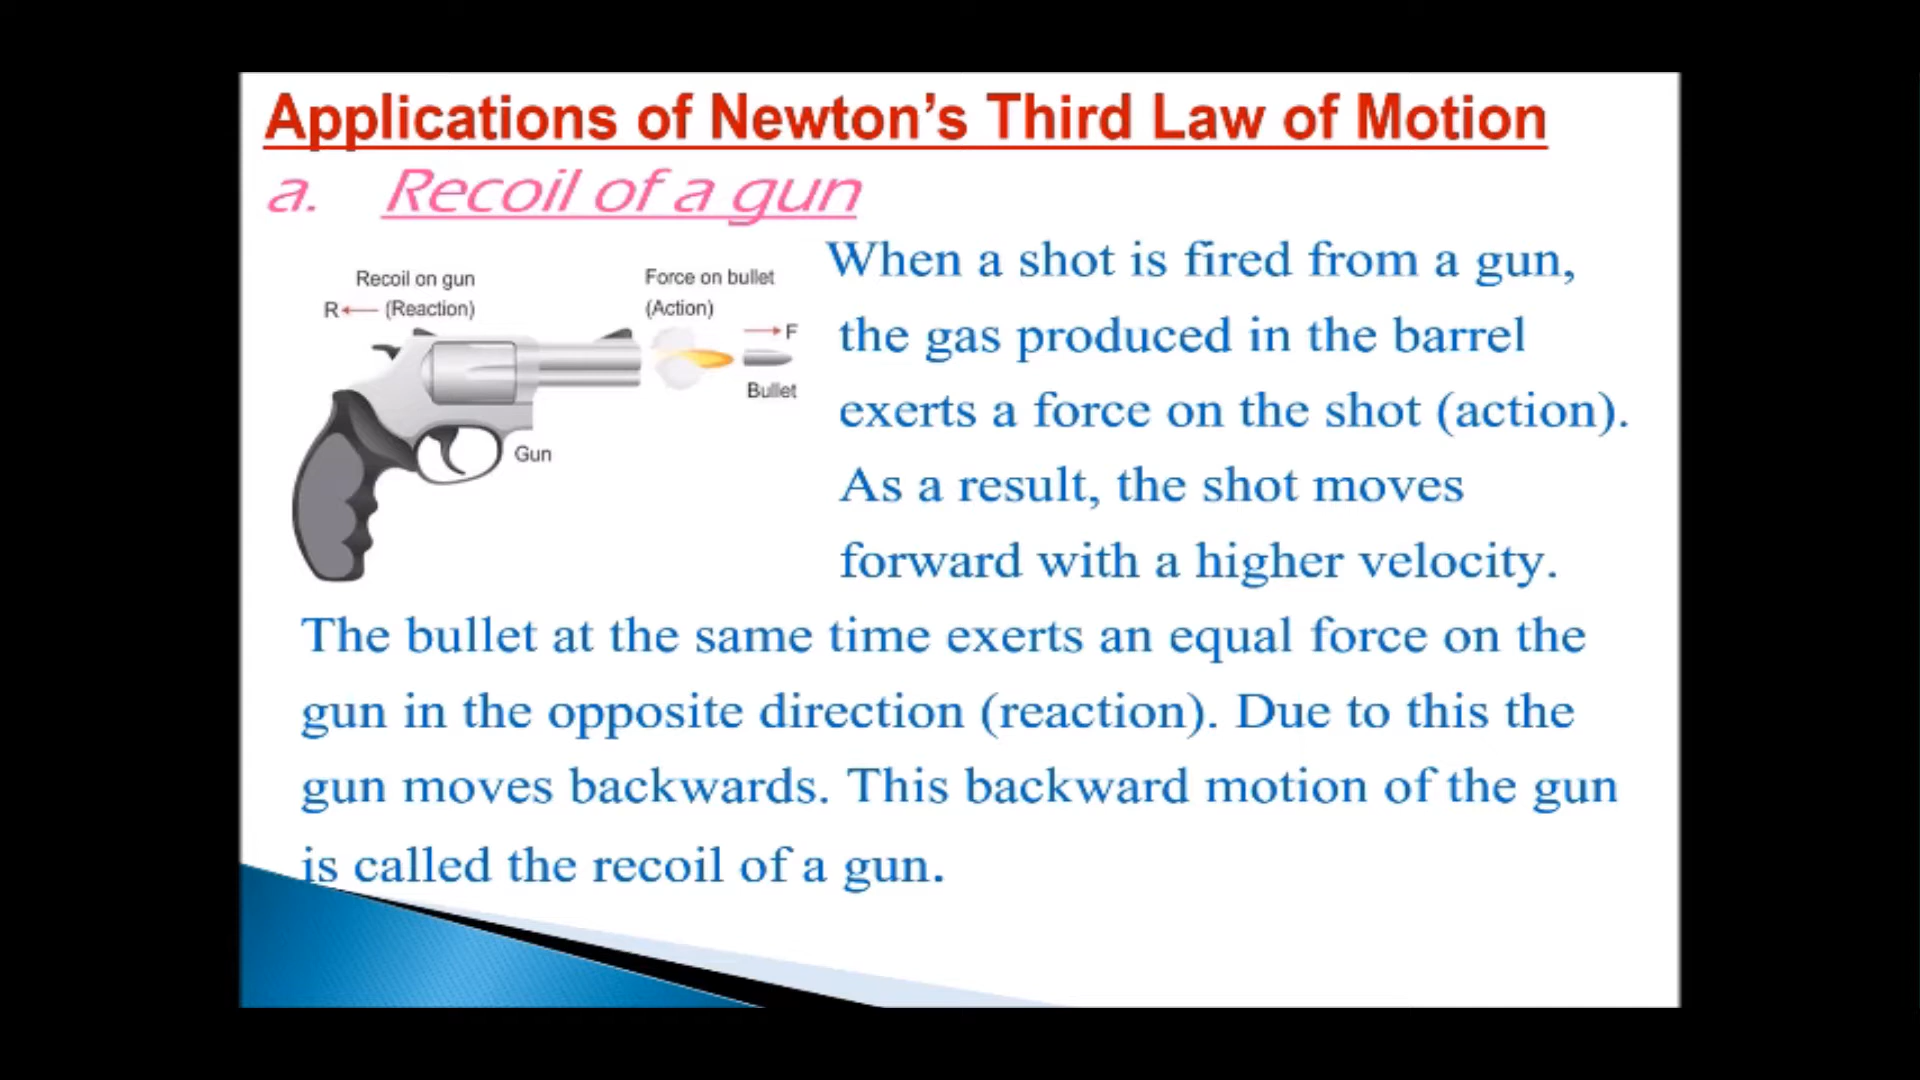 Applications of Newton’s Third Law of Motion
a. Recoil of a gun
Recoil on gun
R (Reaction)
Force on bullet
(Action)
F
Bullet
Gun
When a shot is fired from a gun,
the gas produced in the barrel
exerts a force on the shot (action).
As a result, the shot moves
forward with a higher velocity.
The bullet at the same time exerts an equal force on the
gun in the opposite direction (reaction). Due to this the
gun moves backwards. This backward motion of the gun
is called the recoil of a gun.